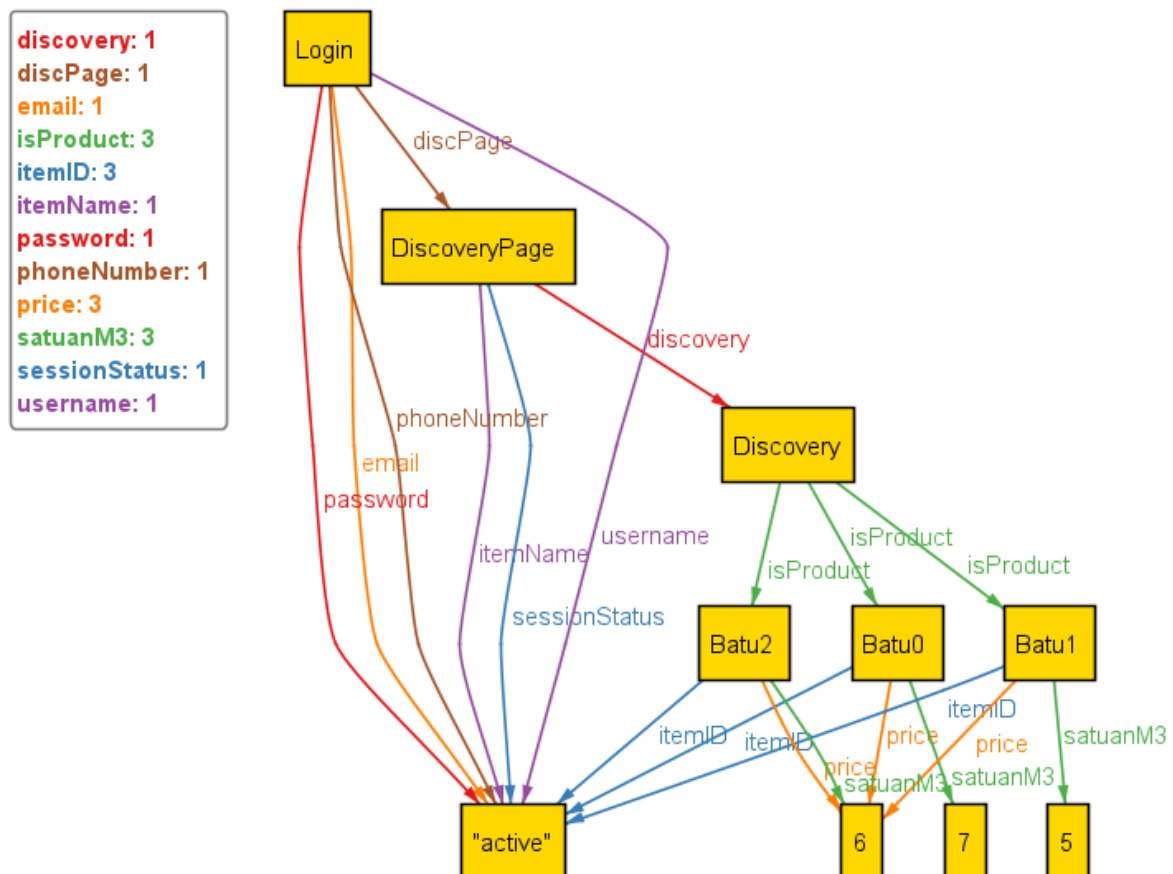 discovery: 1
discPage: 1
email: 1
isProduct: 3
itemID: 3
itemName: 1
password: 1
phoneNumber: 1
price: 3
satuanM3: 3
sessionStatus: 1
username: 1
Login
discPage
DiscoveryPage
discovery
phoneNumber
Discovery
email
password
username
itemName
isProduct
isProduct
isProduct
sessionStatus
Batu2
Batu0
Batu1
itemID
itemID
itemID
price
price
price
satuanM3
satuanM3
satuanM3
"active"
6
7
5